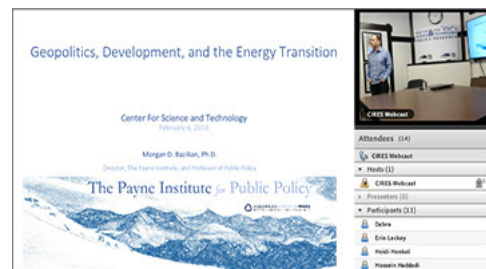 Geopolitics, Development, and the Energy Transition
Center For Science and Technology
February 6, 2019
Morgan D. Bazilian, Ph.D.
Director, The Payne Institute, and Professor of Public Policy
The Payne Institute for Public Policy
CIRES Webcast
Attendees (14)
CIRES Webcast
Hosts (1)
CIRES Webcast
Presenters (0)
Participants (13)
Debra
Erin Leckey
Heidi Henkel
Hossein Haddadi